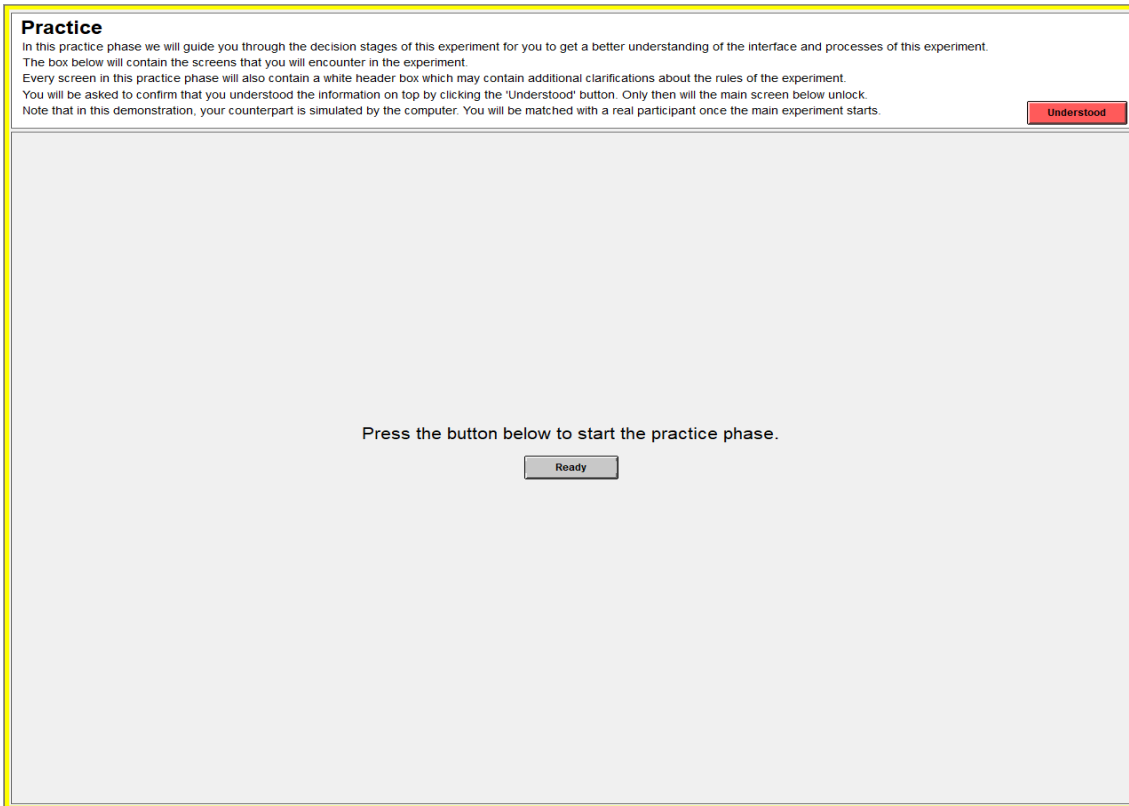 Practice
In this practice phase we will guide you through the decision stages of this experiment for you to get a better understanding of the interface and processes of this experiment.
The box below will contain the screens that you will encounter in the experiment.
Every screen in this practice phase will also contain a white header box which may contain additional clarifications about the rules of the experiment.
You will be asked to confirm that you understood the information on top by clicking the 'Understood' button. Only then will the main screen below unlock.
Note that in this demonstration, your counterpart is simulated by the computer. You will be matched with a real participant once the main experiment starts.
Understood
Press the button below to start the practice phase.
Ready